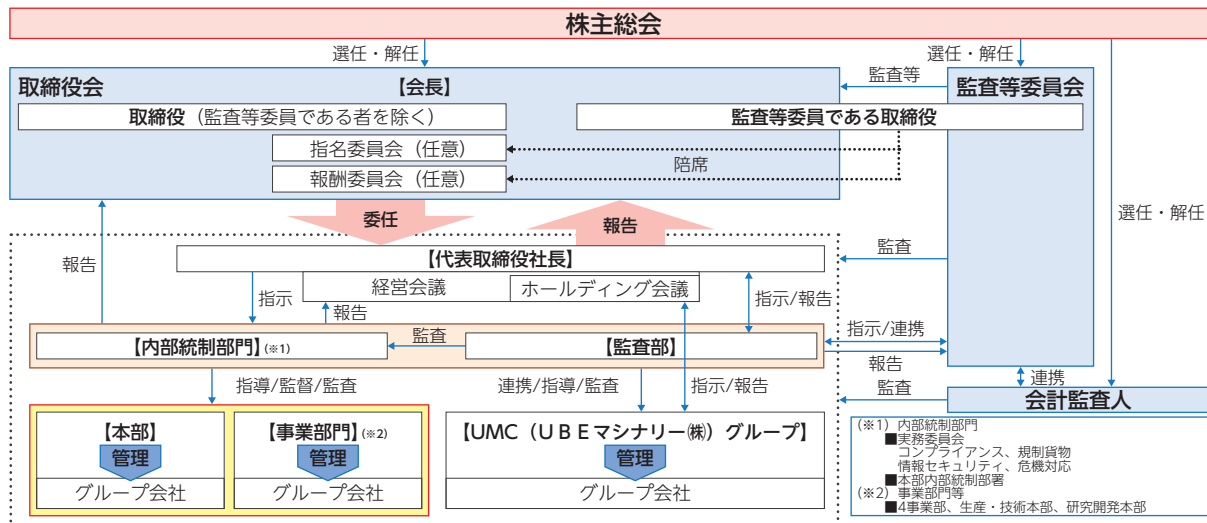 株主総会
選任・解任
選任・解任
取締役会
【会長】
監査等
監査等委員会
取締役（監査等委員である者を除く）
監査等委員である取締役
指名委員会（任意）
陪席
報酬委員会（任意）
選任・解任
委任
報告
報告
【代表取締役社長】
監査
経営会議
ホールディング会議
指示
報告
指示/報告
指示/連携
【内部統制部門】(※1)
監査
【監査部】
報告
指導/監督/監査
連携/指導/監査
指示/報告
監査
連携
会計監査人
【本部】
管理
グループ会社
【事業部門】(※2)
管理
グループ会社
【UMC（ＵＢＥマシナリー㈱）グループ】
管理
グループ会社
(※1) 内部統制部門
■実務委員会
コンプライアンス、規制貨物
情報セキュリティ、危機対応
■本部内部統制部署
(※2) 事業部門等
■4事業部、生産・技術本部、研究開発本部